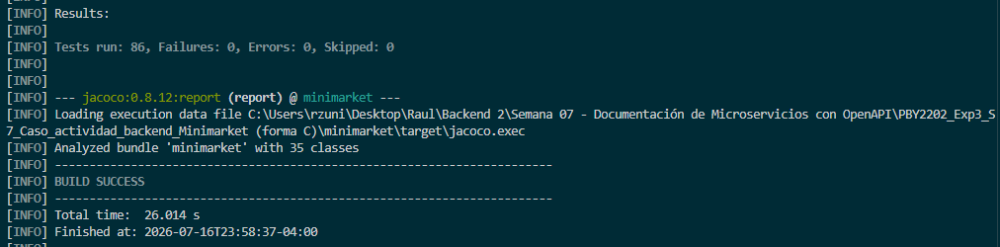 [INFO] Results:
[INFO]
[INFO] Tests run: 86, Failures: 0, Errors: 0, Skipped: 0
[INFO]
[INFO]
[INFO] --- jacoco:0.8.12:report (report) @ minimarket ---
[INFO] Loading execution data file C:\Users\rzuni\Desktop\Raul\Backend 2\Semana 07 - Documentación de Microservicios con OpenAPI\PBY2202_Exp3_S
7_Caso_actividad_backend_Minimarket (forma C)\minimarket\target\jacoco.exec
[INFO] Analyzed bundle 'minimarket' with 35 classes
[INFO] ------------------------------------------------------------------------
[INFO] BUILD SUCCESS
[INFO] ------------------------------------------------------------------------
[INFO] Total time:  26.014 s
[INFO] Finished at: 2026-07-16T23:58:37-04:00